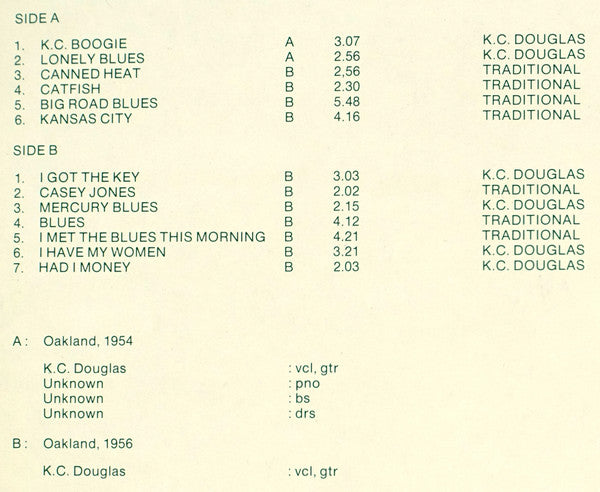 SIDE A
1. K.C. BOOGIE A 3.07 K.C. DOUGLAS
2. LONELY BLUES A 2.56 K.C. DOUGLAS
3. CANNED HEAT B 2,56 TRADITIONAL
4. CATFISH B 2.30 TRADITIONAL
5. BIG ROAD BLUES B 5.48 TRADITIONAL
6. KANSAS CITY B 4.16 TRADITIONAL
SIDE B
1. I GOT THE KEY B 3.03 K.C. DOUGLAS
2. CASEY JONES B 2.02 TRADITIONAL
3. MERCURY BLUES B 2.15 K.C. DOUGLAS
4. BLUES B 4.12 TRADITIONAL
5. I MET THE BLUES THIS MORNING B 4.21 TRADITIONAL
6. I HAVE MY WOMEN B 3.21 K.C. DOUGLAS
7. HAD I MONEY B 2.03 K.C. DOUGLAS
A: Oakland, 1954
K.C. Douglas : vcl, gtr
Unknown : pno
Unknown : bs
Unknown : drs
B: Oakland, 1956
K.C. Douglas : vcl, gtr